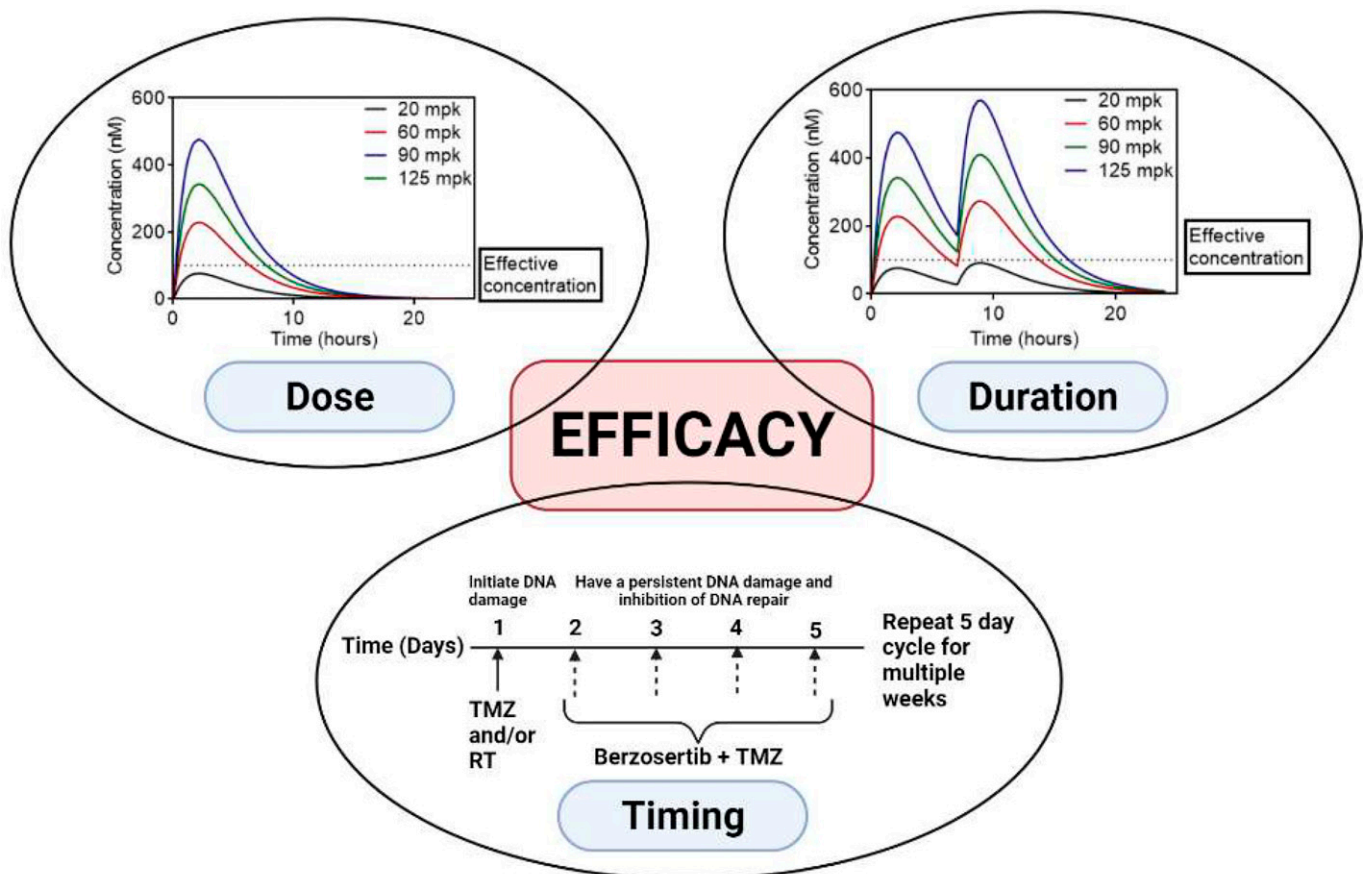 600
400
200
0
Concentration (nM)
20 mpk
60 mpk
90 mpk
125 mpk
Effective
concentration
0
10
20
Time (hours)
Dose
600
400
200
0
Concentration (nM)
20 mpk
60 mpk
90 mpk
125 mpk
Effective
concentration
0
10
20
Time (hours)
Duration
EFFICACY
Initiate DNA
damage
Have a persistent DNA damage and
inhibition of DNA repair
Time (Days)
1
2
3
4
5
Repeat 5 day
cycle for
multiple
weeks
TMZ
and/or
RT
Berzosertib + TMZ
Timing